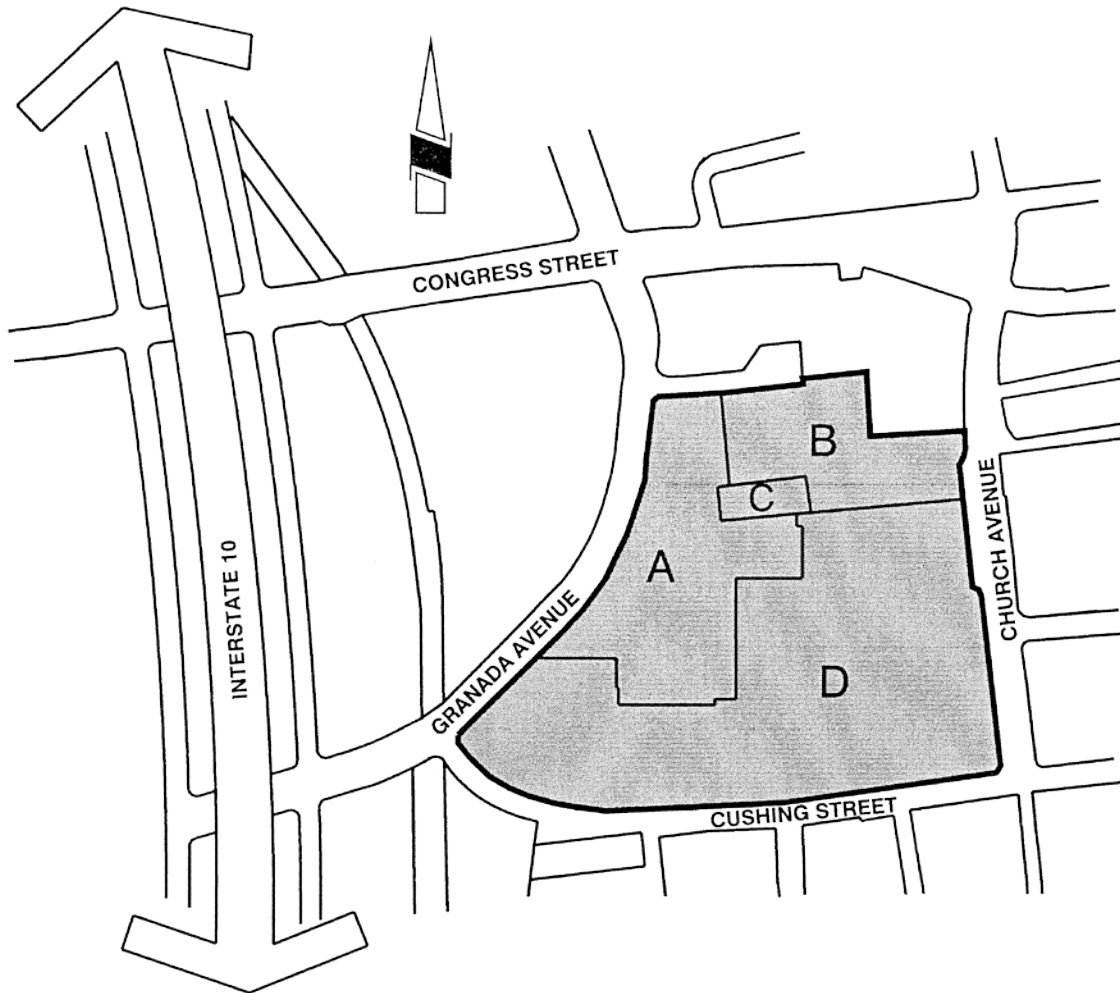 CONGRESS STREET
B
C
A
CHURCH AVENUE
INTERSTATE 10
GRANADA AVENUE
D
CUSHING STREET